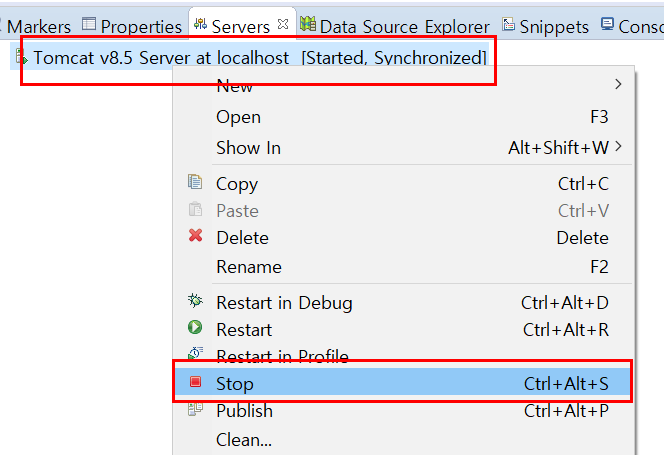 Markers Properties Servers Data Source Explorer Snippets Conso
Tomcat v8.5 Server at localhost [Started, Synchronized]
New
Open F3
Show In Alt+Shift+W
Copy Ctrl+C
Paste Ctrl+V
Delete Delete
Rename F2
Restart in Debug Ctrl+Alt+D
Restart Ctrl+Alt+R
Restart in Profile
Stop Ctrl+Alt+S
Publish Ctrl+Alt+P
Clean...